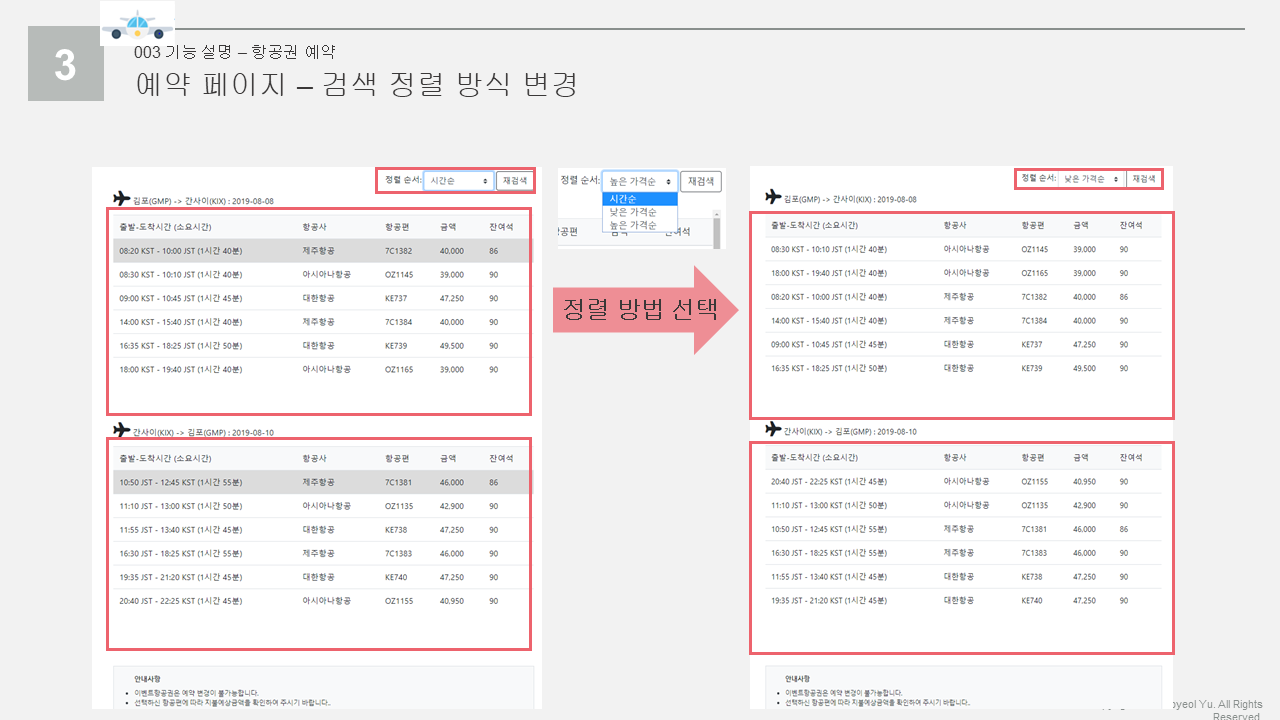 3
003 기능 설명 – 항공권 예약
예약 페이지 – 검색 정렬 방식 변경
정렬 순서: 시간순 재검색
김포(GMP) -> 간사이(KIX) : 2019-08-08
출발-도착시간 (소요시간) 항공사 항공편 금액 잔여석
08:20 KST - 10:00 JST (1시간 40분) 제주항공 7C1382 40,000 86
08:30 KST - 10:10 JST (1시간 40분) 아시아나항공 OZ1145 39,000 90
09:00 KST - 10:45 JST (1시간 45분) 대한항공 KE737 47,250 90
14:00 KST - 15:40 JST (1시간 40분) 제주항공 7C1384 40,000 90
16:35 KST - 18:25 JST (1시간 50분) 대한항공 KE739 49,500 90
18:00 KST - 19:40 JST (1시간 40분) 아시아나항공 OZ1165 39,000 90
간사이(KIX) -> 김포(GMP) : 2019-08-10
출발-도착시간 (소요시간) 항공사 항공편 금액 잔여석
10:50 JST - 12:45 KST (1시간 55분) 제주항공 7C1381 46,000 86
11:10 JST - 13:00 KST (1시간 50분) 아시아나항공 OZ1135 42,900 90
11:55 JST - 13:40 KST (1시간 45분) 대한항공 KE738 47,250 90
16:30 JST - 18:25 KST (1시간 55분) 제주항공 7C1383 46,000 90
19:35 JST - 21:20 KST (1시간 45분) 대한항공 KE740 47,250 90
20:40 JST - 22:25 KST (1시간 45분) 아시아나항공 OZ1155 40,950 90
안내사항
이벤트항공권은 예약 변경이 불가능합니다.
선택하신 항공편에 따라 지불예상금액을 확인하여 주시기 바랍니다.
정렬 순서: 높은 가격순 재검색
시간순
낮은 가격순
높은 가격순
정렬 방법 선택
정렬 순서: 낮은 가격순 재검색
김포(GMP) -> 간사이(KIX) : 2019-08-08
출발-도착시간 (소요시간) 항공사 항공편 금액 잔여석
08:30 KST - 10:10 JST (1시간 40분) 아시아나항공 OZ1145 39,000 90
18:00 KST - 19:40 JST (1시간 40분) 아시아나항공 OZ1165 39,000 90
08:20 KST - 10:00 JST (1시간 40분) 제주항공 7C1382 40,000 86
14:00 KST - 15:40 JST (1시간 40분) 제주항공 7C1384 40,000 90
09:00 KST - 10:45 JST (1시간 45분) 대한항공 KE737 47,250 90
16:35 KST - 18:25 JST (1시간 50분) 대한항공 KE739 49,500 90
간사이(KIX) -> 김포(GMP) : 2019-08-10
출발-도착시간 (소요시간) 항공사 항공편 금액 잔여석
20:40 JST - 22:25 KST (1시간 45분) 아시아나항공 OZ1155 40,950 90
11:10 JST - 13:00 KST (1시간 50분) 아시아나항공 OZ1135 42,900 90
10:50 JST - 12:45 KST (1시간 55분) 제주항공 7C1381 46,000 86
16:30 JST - 18:25 KST (1시간 55분) 제주항공 7C1383 46,000 90
11:55 JST - 13:40 KST (1시간 45분) 대한항공 KE738 47,250 90
19:35 JST - 21:20 KST (1시간 45분) 대한항공 KE740 47,250 90
안내사항
이벤트항공권은 예약 변경이 불가능합니다.
선택하신 항공편에 따라 지불예상금액을 확인하여 주시기 바랍니다.
Yu. All Rights
Reserved